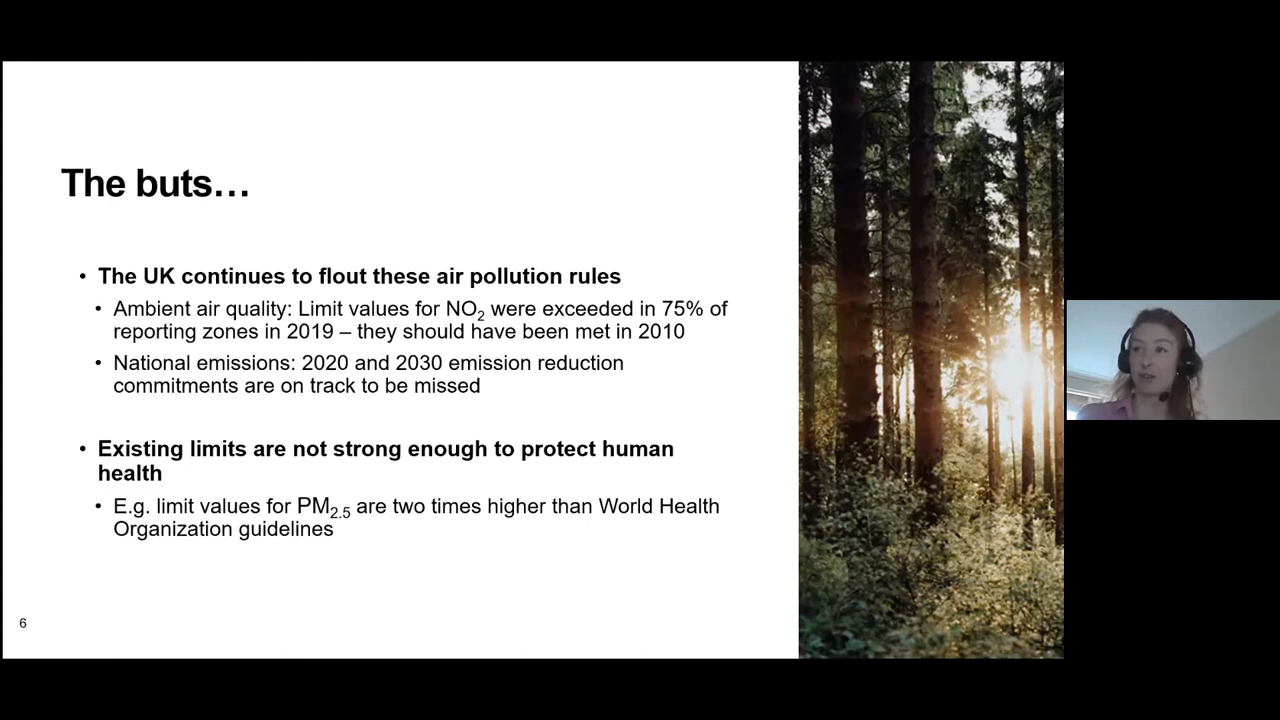 The buts…
• The UK continues to flout these air pollution rules
• Ambient air quality: Limit values for NO₂ were exceeded in 75% of
reporting zones in 2019 – they should have been met in 2010
• National emissions: 2020 and 2030 emission reduction
commitments are on track to be missed
• Existing limits are not strong enough to protect human
health
• E.g. limit values for PM₂.₅ are two times higher than World Health
Organization guidelines
6